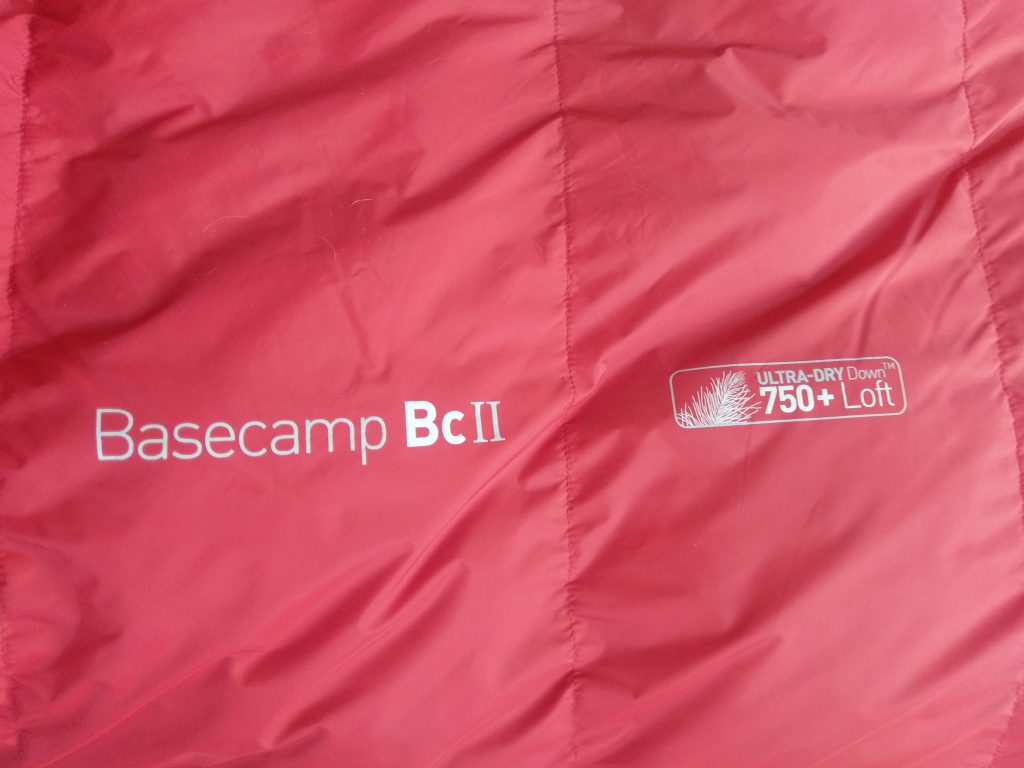 Basecamp BcII
ULTRA-DRY Down™
750+ Loft